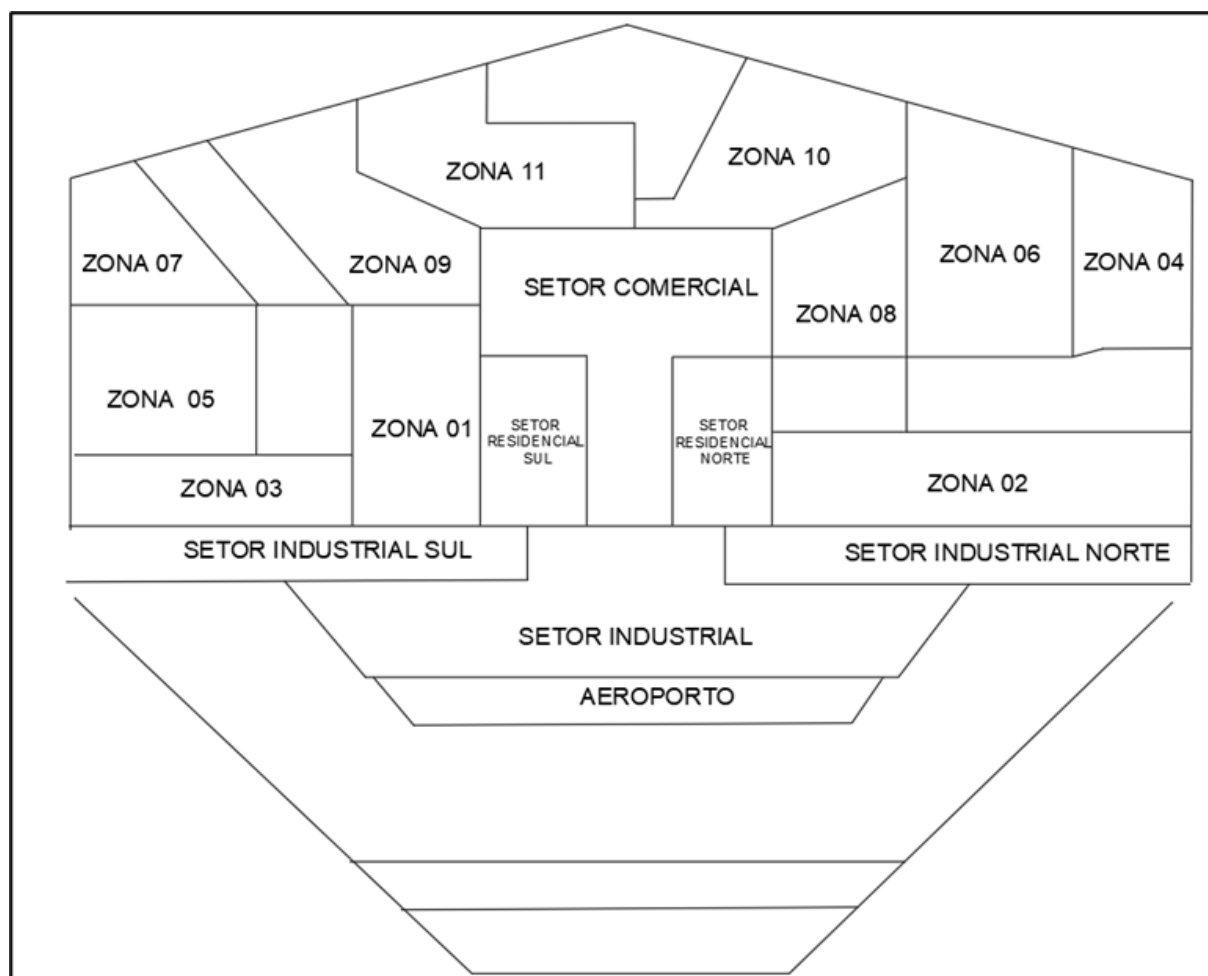 ZONA 10
ZONA 11
ZONA 06
ZONA 07
ZONA 09
ZONA 04
SETOR COMERCIAL
ZONA 08
ZONA  05
ZONA 01
SETOR
RESIDENCIAL
SUL
SETOR
RESIDENCIAL
NORTE
ZONA 03
ZONA 02
SETOR INDUSTRIAL SUL
SETOR INDUSTRIAL NORTE
SETOR INDUSTRIAL
AEROPORTO